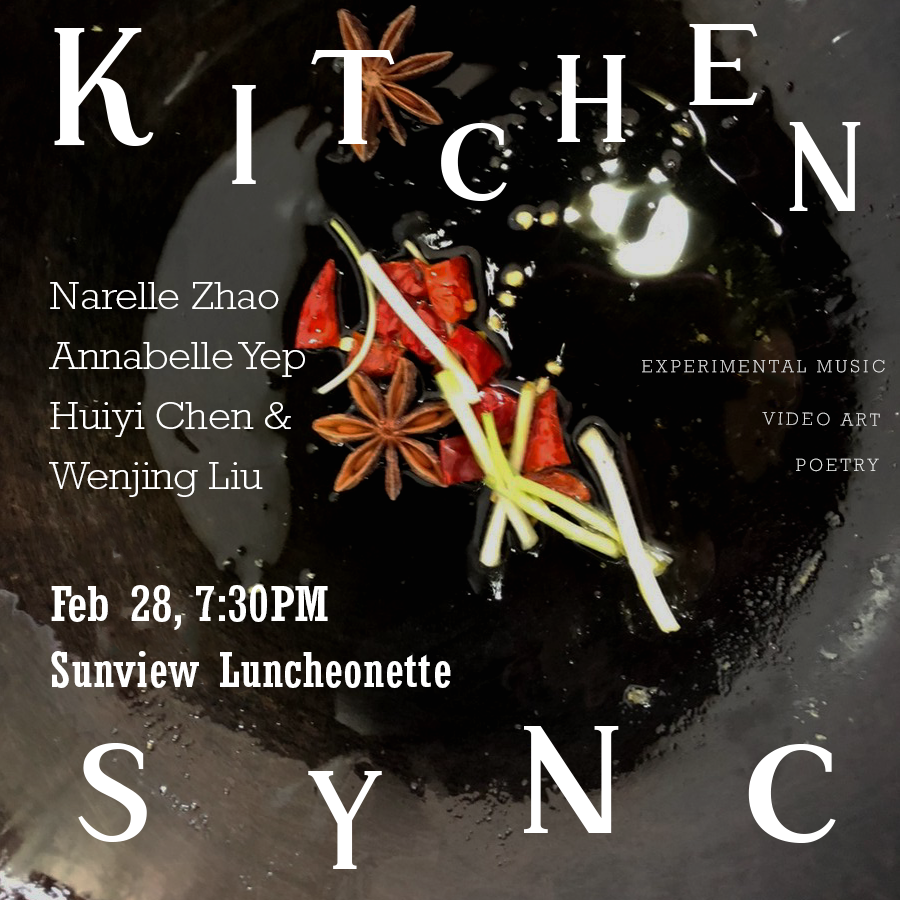 KITCHEN
Narelle Zhao
Annabelle Yep
Huiyi Chen &
Wenjing Liu
EXPERIMENTAL MUSIC
VIDEO ART
POETRY
Feb 28, 7:30PM
Sunview Luncheonette
SYNC